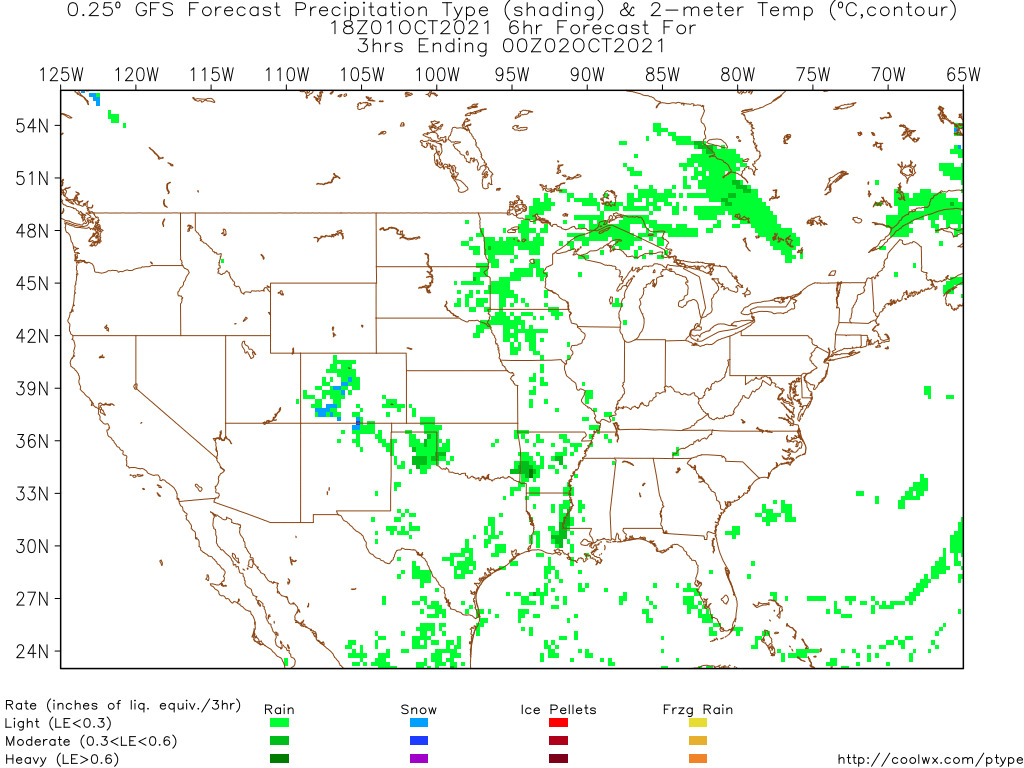 0.25° GFS Forecast Precipitation Type (shading) & 2-meter Temp (°C,contour)
18Z01OCT2021 6hr Forecast For
3hrs Ending 00Z02OCT2021
125W 120W 115W 110W 105W 100W 95W 90W 85W 80W 75W 70W 65W
54N
51N
48N
45N
42N
39N
36N
33N
30N
27N
24N
Rate (inches of liq. equiv./3hr) Rain Snow Ice Pellets Frzg Rain
Light (LE<0.3)
Moderate (0.3<LE<0.6)
Heavy (LE>0.6)
http://coolwx.com/ptype